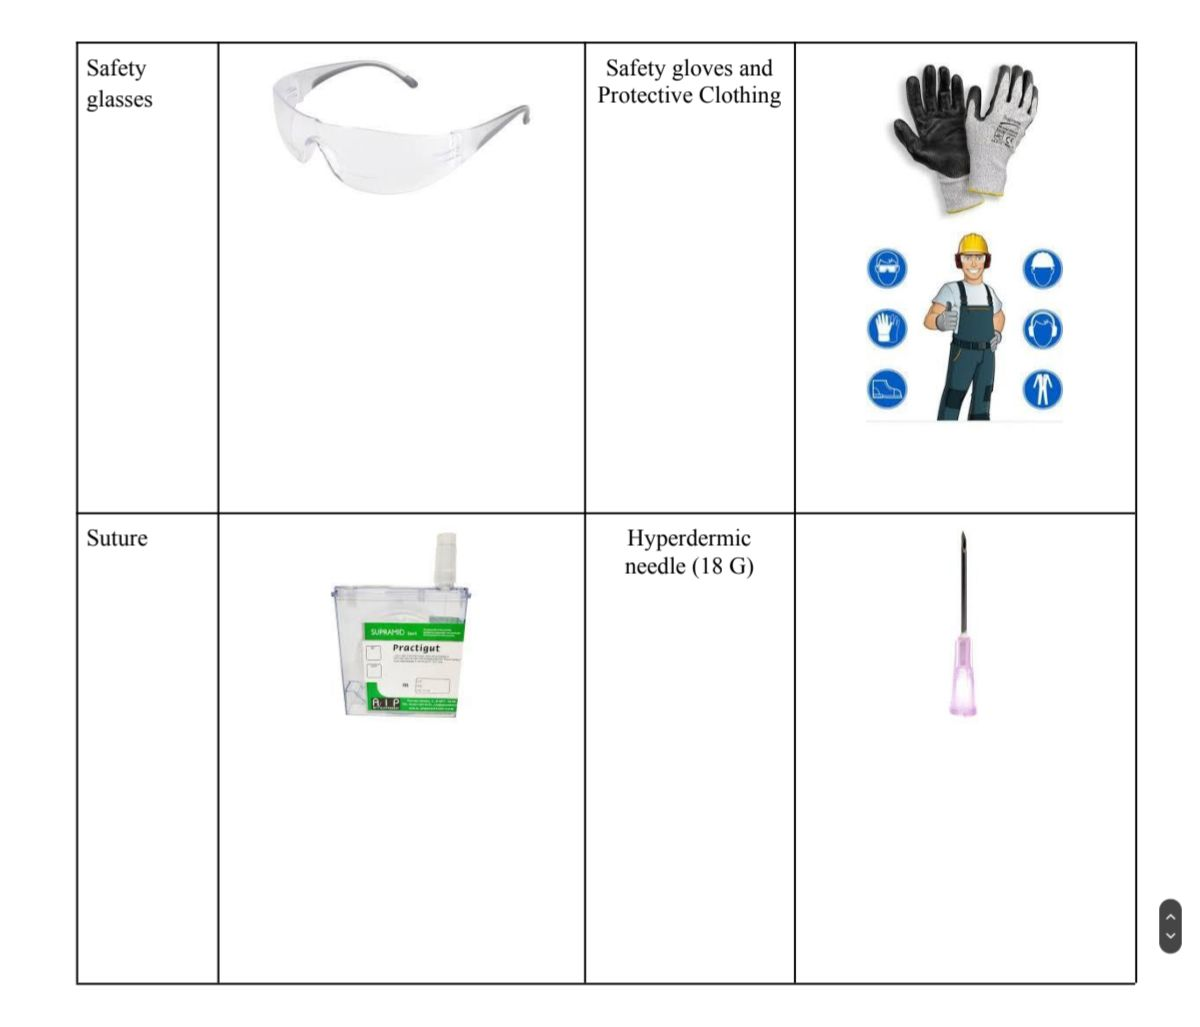 Safety
glasses
Safety gloves and
Protective Clothing
Suture
SUPRAMID
Practigut
m
A.I.P
Hyperdermic
needle (18 G)